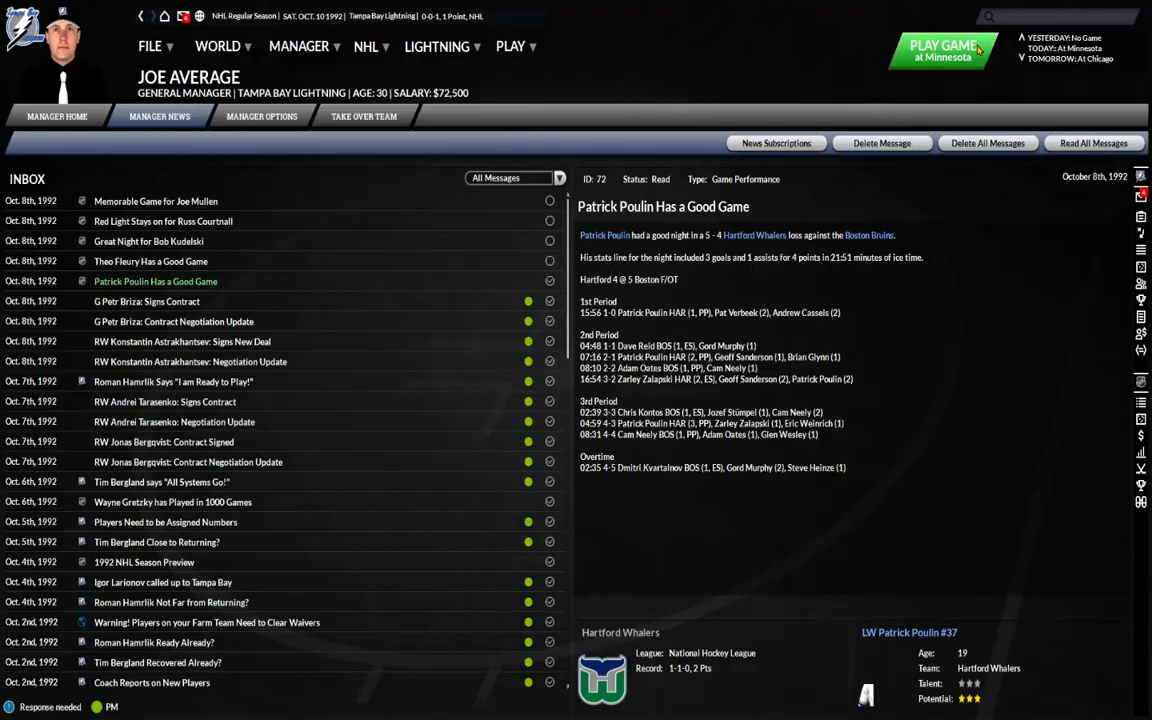 NHL Regular Season | SAT. OCT. 10 1992 | Tampa Bay Lightning | 0-0-1, 1 Point, NHL
FILE WORLD MANAGER NHL LIGHTNING PLAY
PLAY GAME
at Minnesota
YESTERDAY: No Game
TODAY: At Minnesota
TOMORROW: At Chicago
JOE AVERAGE
GENERAL MANAGER | TAMPA BAY LIGHTNING | AGE: 30 | SALARY: $72,500
MANAGER HOME MANAGER NEWS MANAGER OPTIONS TAKE OVER TEAM
News Subscriptions Delete Message Delete All Messages Read All Messages
INBOX All Messages
Oct. 8th, 1992 Memorable Game for Joe Mullen
Oct. 8th, 1992 Red Light Stays on for Russ Courtnall
Oct. 8th, 1992 Great Night for Bob Kudelski
Oct. 8th, 1992 Theo Fleury Has a Good Game
Oct. 8th, 1992 Patrick Poulin Has a Good Game
Oct. 8th, 1992 G Petr Briza: Signs Contract
Oct. 8th, 1992 G Petr Briza: Contract Negotiation Update
Oct. 8th, 1992 RW Konstantin Astrakhantsev: Signs New Deal
Oct. 8th, 1992 RW Konstantin Astrakhantsev: Negotiation Update
Oct. 7th, 1992 Roman Hamrlik Says "I am Ready to Play!"
Oct. 7th, 1992 RW Andrei Tarasenko: Signs Contract
Oct. 7th, 1992 RW Andrei Tarasenko: Negotiation Update
Oct. 7th, 1992 RW Jonas Bergqvist: Contract Signed
Oct. 7th, 1992 RW Jonas Bergqvist: Contract Negotiation Update
Oct. 6th, 1992 Tim Bergland says "All Systems Go!"
Oct. 6th, 1992 Wayne Gretzky has Played in 1000 Games
Oct. 5th, 1992 Players Need to be Assigned Numbers
Oct. 5th, 1992 Tim Bergland Close to Returning?
Oct. 4th, 1992 1992 NHL Season Preview
Oct. 4th, 1992 Igor Larionov called up to Tampa Bay
Oct. 4th, 1992 Roman Hamrlik Not Far from Returning?
Oct. 2nd, 1992 Warning! Players on your Farm Team Need to Clear Waivers
Oct. 2nd, 1992 Roman Hamrlik Ready Already?
Oct. 2nd, 1992 Tim Bergland Recovered Already?
Oct. 2nd, 1992 Coach Reports on New Players
Response needed PM
ID: 72 Status: Read Type: Game Performance October 8th, 1992
Patrick Poulin Has a Good Game
Patrick Poulin had a good night in a 5 - 4 Hartford Whalers loss against the Boston Bruins.
His stats line for the night included 3 goals and 1 assists for 4 points in 21:51 minutes of ice time.
Hartford 4 @ 5 Boston F/OT
1st Period
15:56 1-0 Patrick Poulin HAR (1, PP), Pat Verbeek (2), Andrew Cassels (2)
2nd Period
04:48 1-1 Dave Reid BOS (1, ES), Gord Murphy (1)
07:16 2-1 Patrick Poulin HAR (2, PP), Geoff Sanderson (1), Brian Glynn (1)
08:10 2-2 Adam Oates BOS (1, PP), Cam Neely (1)
16:54 3-2 Zarley Zalapski HAR (2, ES), Geoff Sanderson (2), Patrick Poulin (2)
3rd Period
02:39 3-3 Chris Kontos BOS (1, ES), Jozef Stümpel (1), Cam Neely (2)
04:59 4-3 Patrick Poulin HAR (3, PP), Zarley Zalapski (1), Eric Weinrich (1)
08:31 4-4 Cam Neely BOS (1, PP), Adam Oates (1), Glen Wesley (1)
Overtime
02:35 4-5 Dmitri Kvartalnov BOS (1, ES), Gord Murphy (2), Steve Heinze (1)
Hartford Whalers
League: National Hockey League
Record: 1-1-0, 2 Pts
LW Patrick Poulin #37
Age: 19
Team: Hartford Whalers
Talent:
Potential: